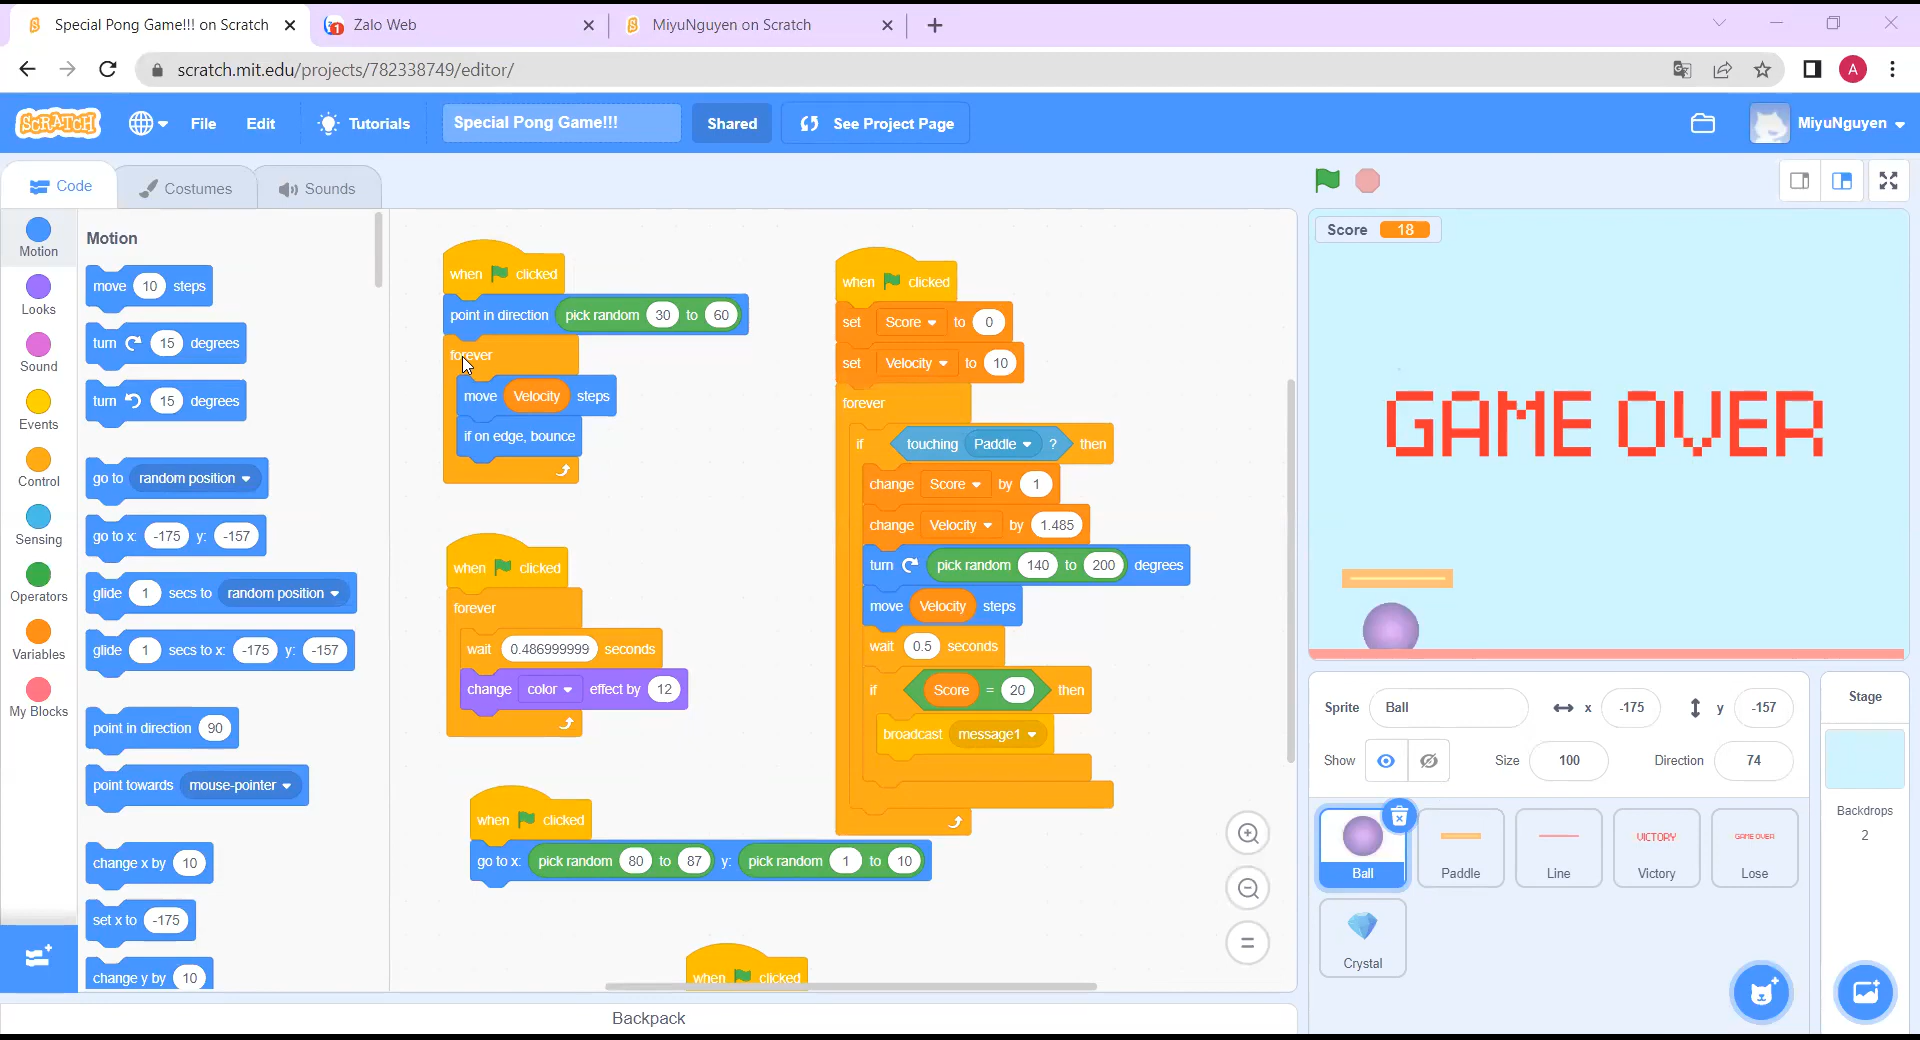 Special Pong Game!!! on Scratch
Zalo Web
MiyuNguyen on Scratch
scratch.mit.edu/projects/782338749/editor/
A
SCRATCH
File
Edit
Tutorials
Special Pong Game!!!
Shared
See Project Page
MiyuNguyen
Code
Costumes
Sounds
Motion
Looks
Sound
Events
Control
Sensing
Operators
Variables
My Blocks
Motion
move 10 steps
turn 15 degrees
turn 15 degrees
go to random position
go to x: -175 y: -157
glide 1 secs to random position
glide 1 secs to x: -175 y: -157
point in direction 90
point towards mouse-pointer
change x by 10
set x to -175
change y by 10
when clicked
point in direction pick random 30 to 60
forever
move Velocity steps
if on edge, bounce
when clicked
forever
wait 0.486999999 seconds
change color effect by 12
when clicked
go to x: pick random 80 to 87 y: pick random 1 to 10
when clicked
when clicked
set Score to 0
set Velocity to 10
forever
if touching Paddle ? then
change Score by 1
change Velocity by 1.485
turn pick random 140 to 200 degrees
move Velocity steps
wait 0.5 seconds
if Score = 20 then
broadcast message1
Backpack
Score 18
GAME OVER
Sprite Ball x -175 y -157
Show Size 100 Direction 74
Ball
Paddle
Line
VICTORY
Victory
GAME OVER
Lose
Crystal
Stage
Backdrops
2